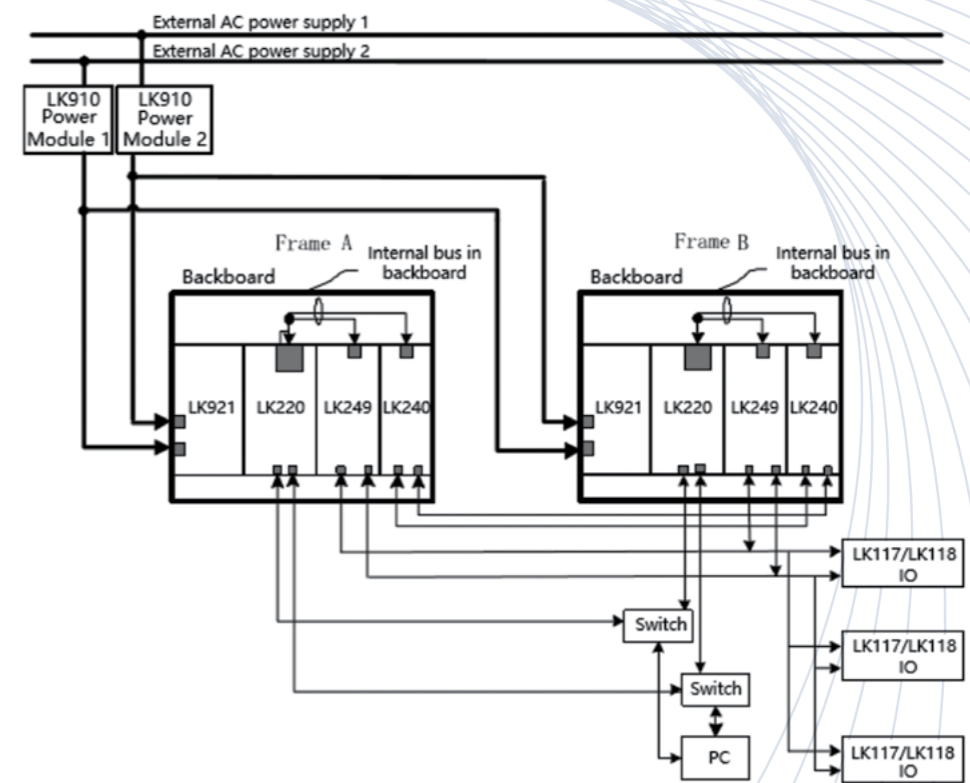 External AC power supply 1
External AC power supply 2
LK910
Power
Module 1
LK910
Power
Module 2
Frame A
Internal bus in
backboard
Backboard
LK921
LK220
LK249
LK240
Frame B
Internal bus in
backboard
Backboard
LK921
LK220
LK249
LK240
LK117/LK118
IO
Switch
LK117/LK118
IO
Switch
PC
LK117/LK118
IO